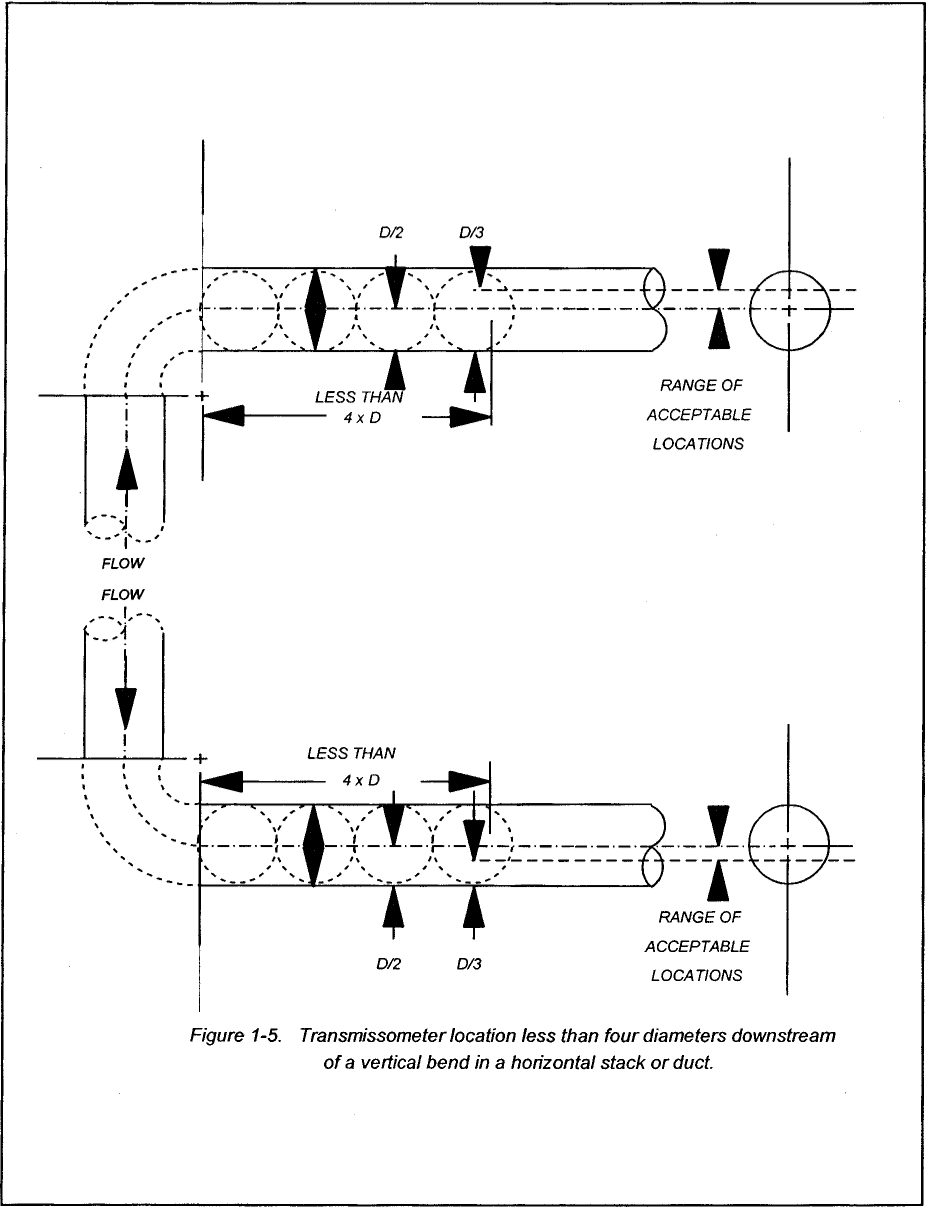 D/2 D/3
LESS THAN
4 x D
RANGE OF
ACCEPTABLE
LOCATIONS
FLOW
FLOW
LESS THAN
4 x D
RANGE OF
ACCEPTABLE
LOCATIONS
D/2 D/3
Figure 1-5. Transmissometer location less than four diameters downstream
of a vertical bend in a horizontal stack or duct.